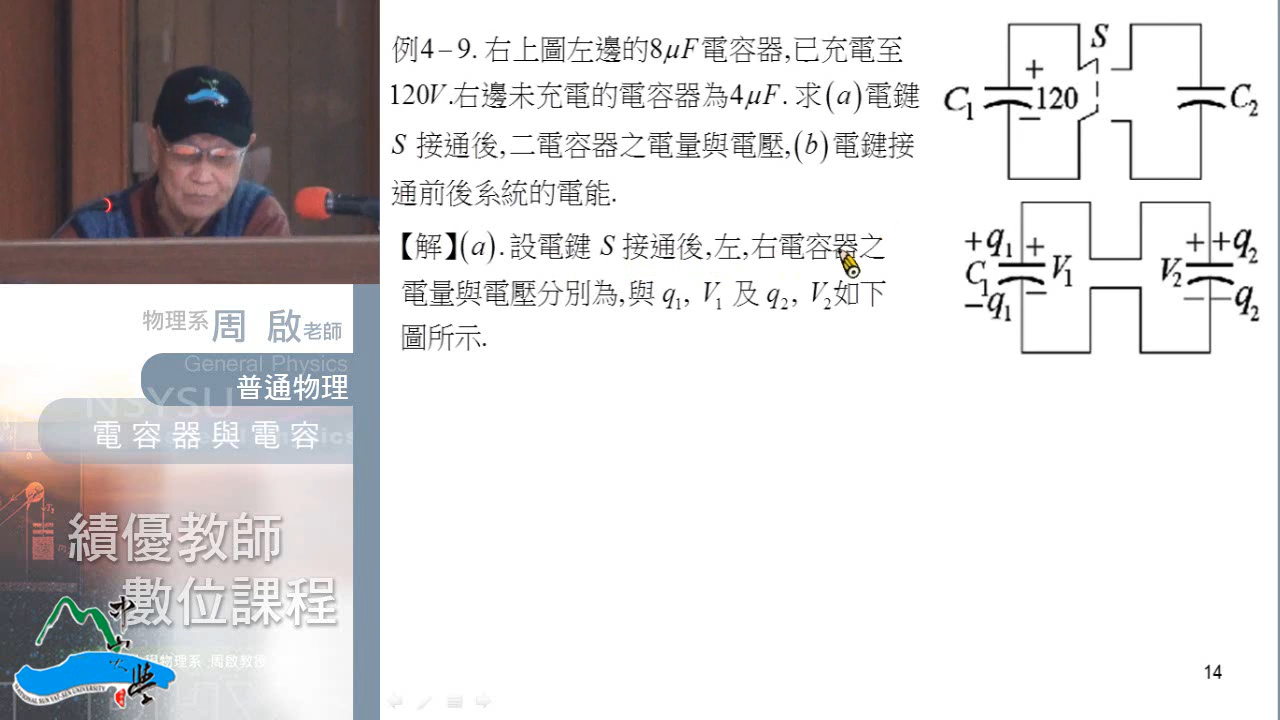 例4－9. 右上圖左邊的8μF電容器,已充電至
120V.右邊未充電的電容器為4μF. 求(a)電鍵
S 接通後,二電容器之電量與電壓,(b)電鍵接
通前後系統的電能.
【解】(a).設電鍵 S 接通後,左,右電容器之
電量與電壓分別為,與 q₁, V₁ 及 q₂, V₂如下
圖所示.
S
C₁
+
120
−
C₂
+q₁
+
C₁
V₁
−q₁
−
V₂
+
+q₂
−
−q₂
物理系周 啟老師
General Physics
普通物理
NSYSU
電容器與電容
績優教師
數位課程
NATIONAL SUN YAT-SEN UNIVERSITY
14